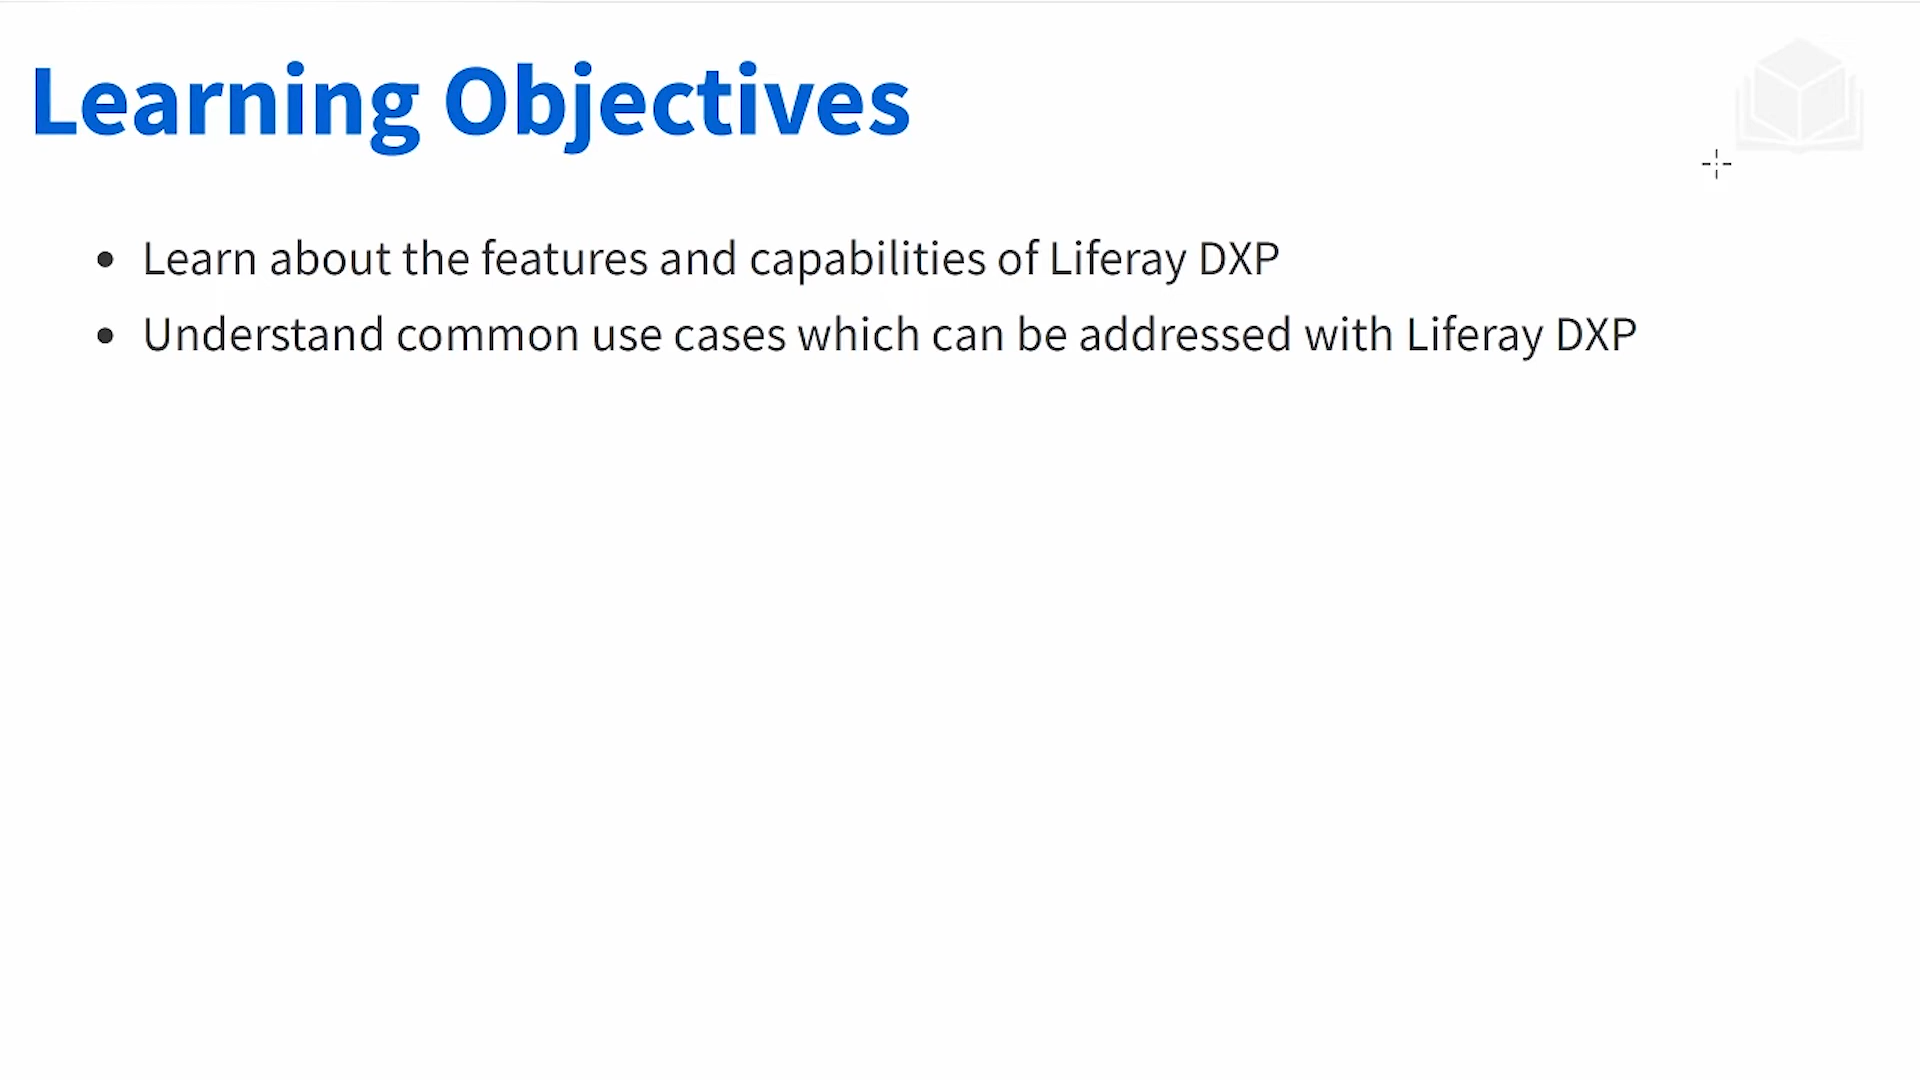 Learning Objectives
• Learn about the features and capabilities of Liferay DXP
• Understand common use cases which can be addressed with Liferay DXP